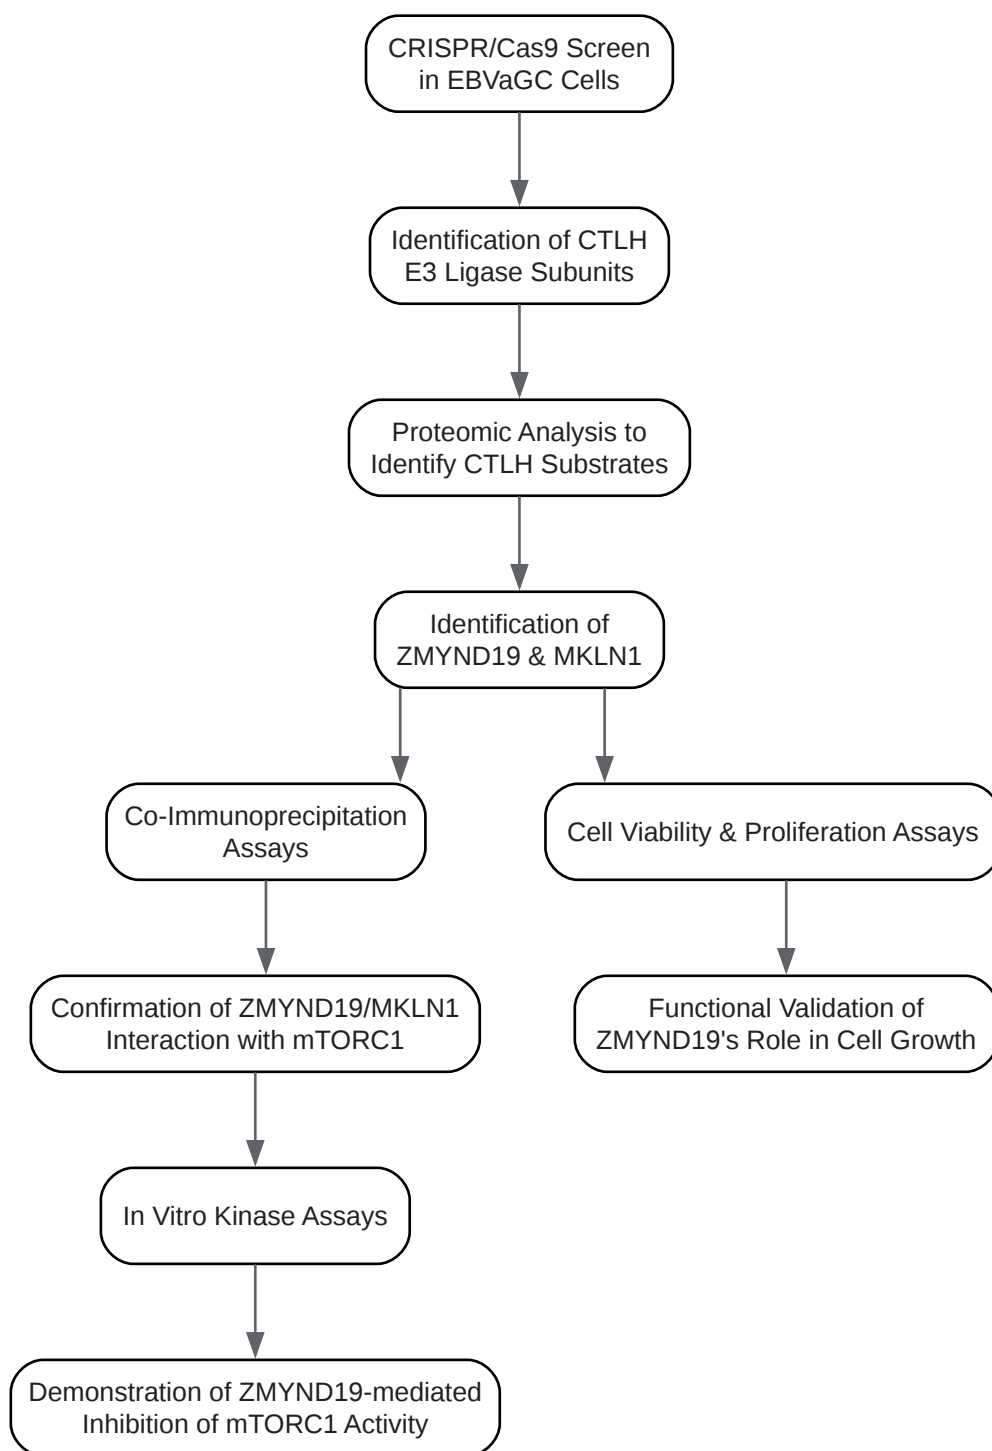 CRISPR/Cas9 Screen
in EBVaGC Cells
Identification of CTLH
E3 Ligase Subunits
Proteomic Analysis to
Identify CTLH Substrates
Identification of
ZMYND19 & MKLN1
Co-Immunoprecipitation
Assays
Cell Viability & Proliferation Assays
Confirmation of ZMYND19/MKLN1
Interaction with mTORC1
Functional Validation of
ZMYND19's Role in Cell Growth
In Vitro Kinase Assays
Demonstration of ZMYND19-mediated
Inhibition of mTORC1 Activity